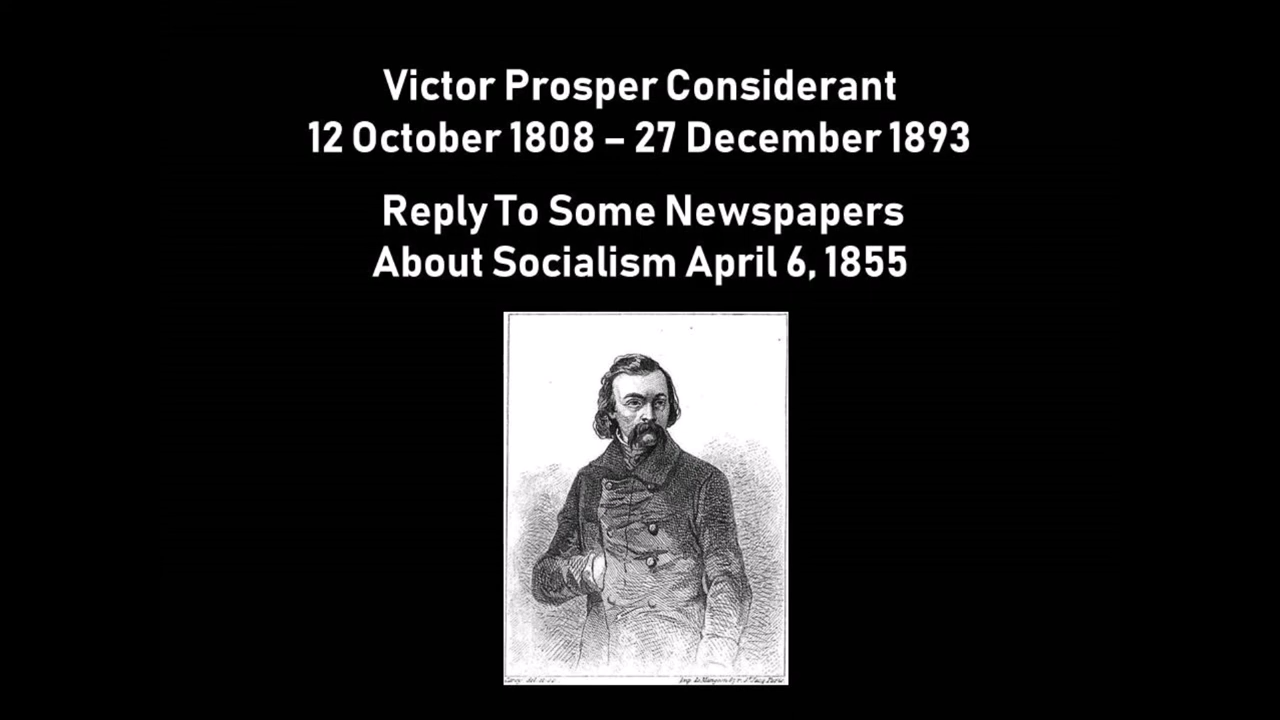 Victor Prosper Considerant
12 October 1808 – 27 December 1893
Reply To Some Newspapers
About Socialism April 6, 1855